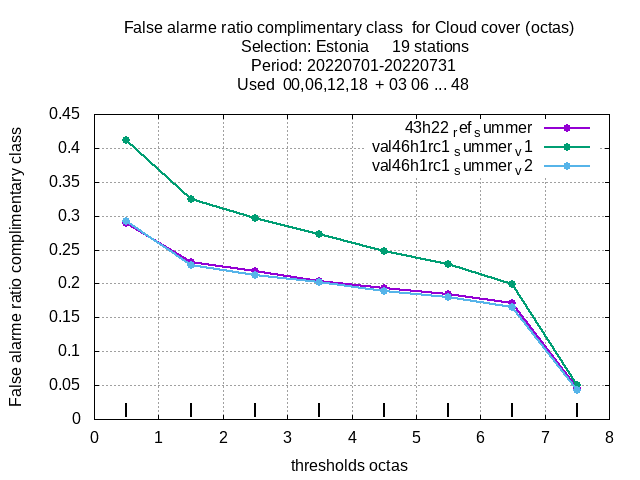 False alarme ratio complimentary class  for Cloud cover (octas)
Selection: Estonia     19 stations
Period: 20220701-20220731
Used  00,06,12,18  + 03 06 ... 48
43h22_ref_summer
val46h1rc1_summer_v1
val46h1rc1_summer_v2
False alarme ratio complimentary class
0.45
0.4
0.35
0.3
0.25
0.2
0.15
0.1
0.05
0
0 1 2 3 4 5 6 7 8
thresholds octas